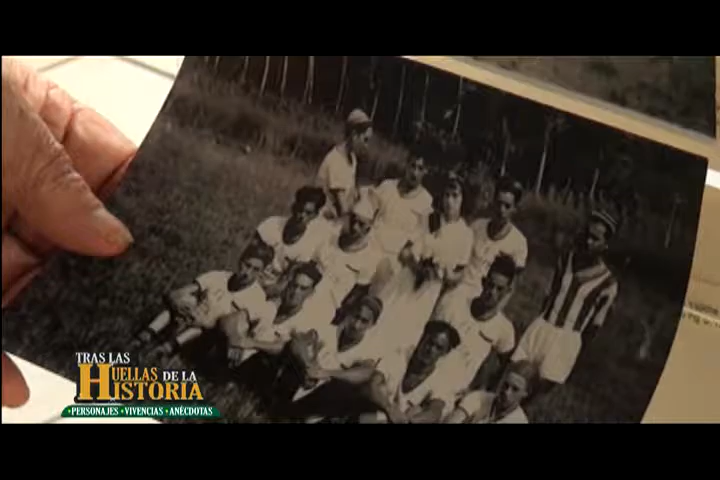 TRAS LAS
HUELLAS DE LA
HISTORIA
• PERSONAJES • VIVENCIAS • ANÉCDOTAS